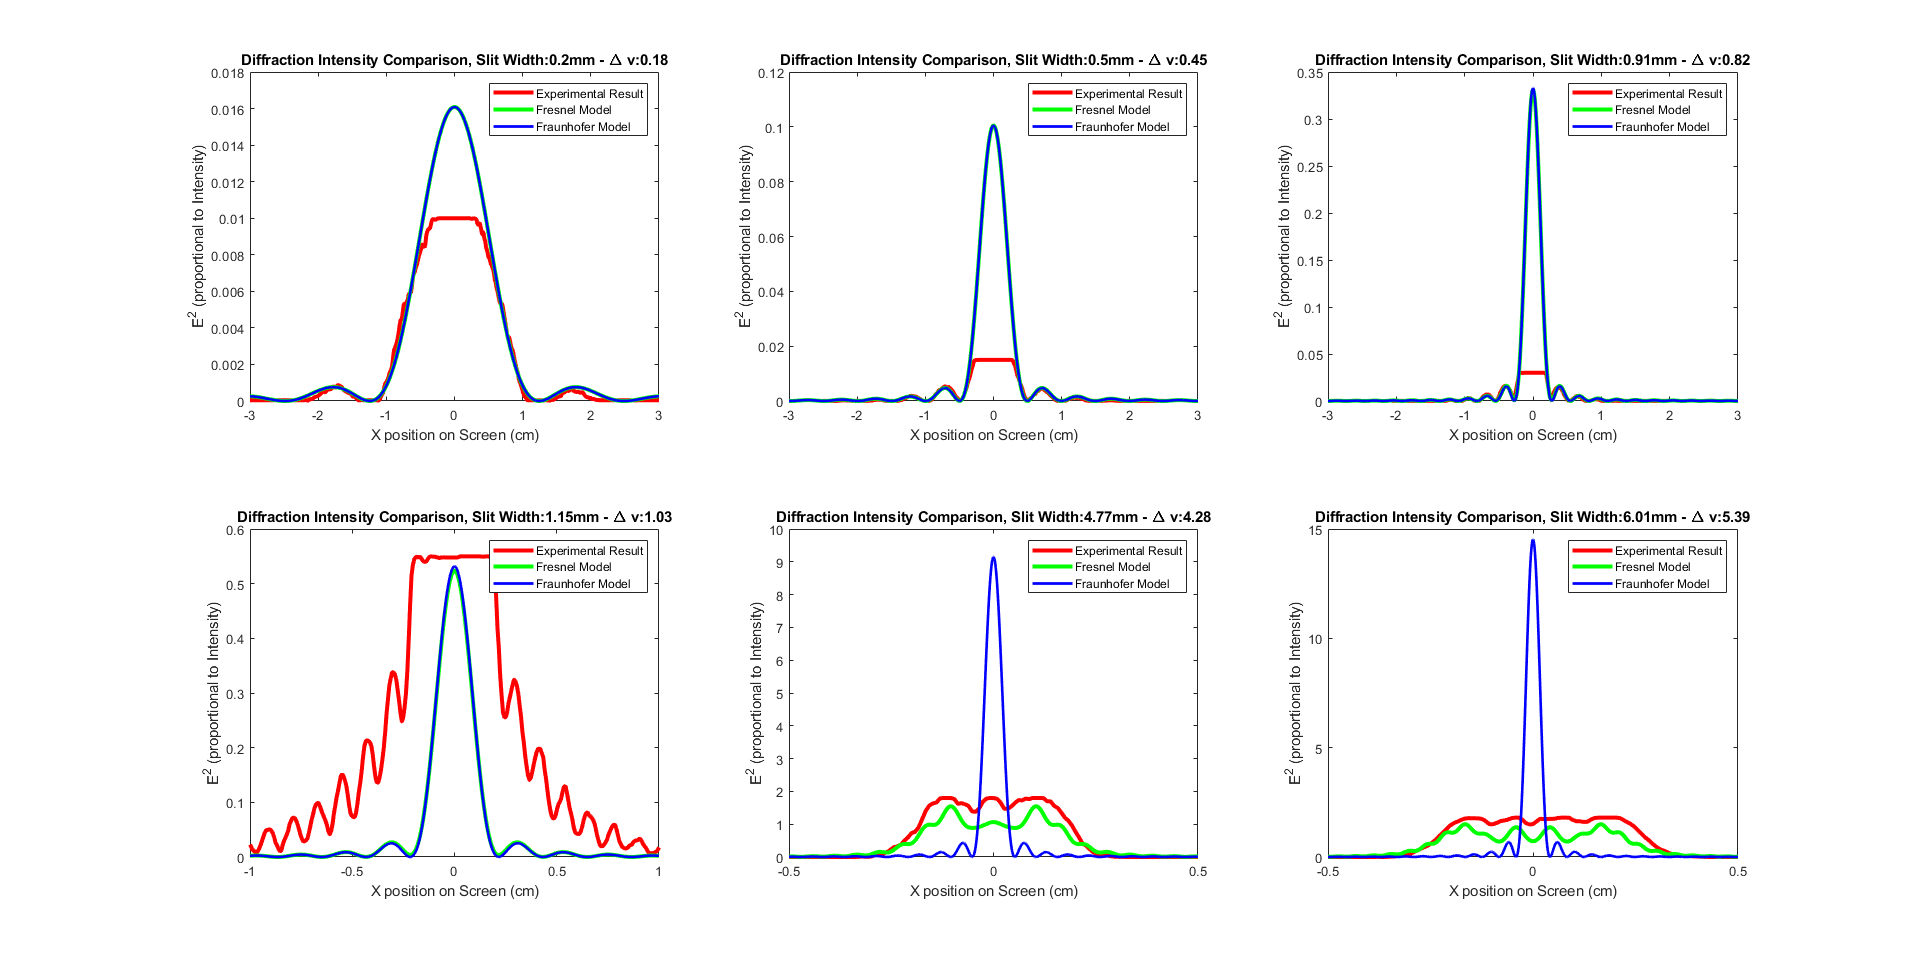 Diffraction Intensity Comparison, Slit Width:0.2mm - Δ v:0.18
0.018
0.016
0.014
0.012
0.01
0.008
0.006
0.004
0.002
0
E² (proportional to Intensity)
Experimental Result
Fresnel Model
Fraunhofer Model
-3 -2 -1 0 1 2 3
X position on Screen (cm)
Diffraction Intensity Comparison, Slit Width:0.5mm - Δ v:0.45
0.12
0.1
0.08
0.06
0.04
0.02
0
E² (proportional to Intensity)
Experimental Result
Fresnel Model
Fraunhofer Model
-3 -2 -1 0 1 2 3
X position on Screen (cm)
Diffraction Intensity Comparison, Slit Width:0.91mm - Δ v:0.82
0.35
0.3
0.25
0.2
0.15
0.1
0.05
0
E² (proportional to Intensity)
Experimental Result
Fresnel Model
Fraunhofer Model
-3 -2 -1 0 1 2 3
X position on Screen (cm)
Diffraction Intensity Comparison, Slit Width:1.15mm - Δ v:1.03
0.6
0.5
0.4
0.3
0.2
0.1
0
E² (proportional to Intensity)
Experimental Result
Fresnel Model
Fraunhofer Model
-1 -0.5 0 0.5 1
X position on Screen (cm)
Diffraction Intensity Comparison, Slit Width:4.77mm - Δ v:4.28
10
9
8
7
6
5
4
3
2
1
0
E² (proportional to Intensity)
Experimental Result
Fresnel Model
Fraunhofer Model
-0.5 0 0.5
X position on Screen (cm)
Diffraction Intensity Comparison, Slit Width:6.01mm - Δ v:5.39
15
10
5
0
E² (proportional to Intensity)
Experimental Result
Fresnel Model
Fraunhofer Model
-0.5 0 0.5
X position on Screen (cm)